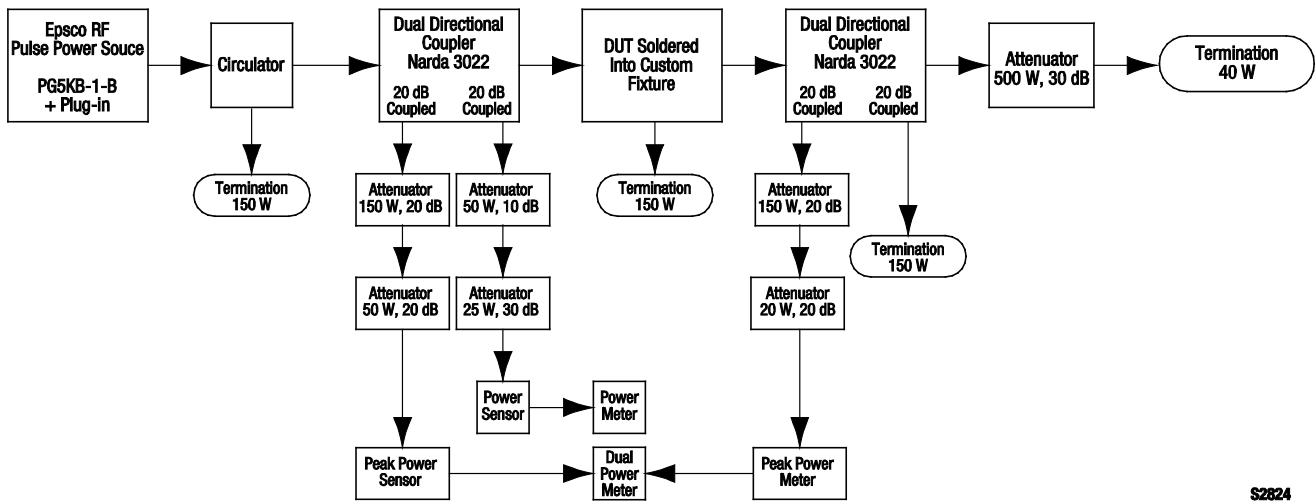 Epsco RF
Pulse Power Souce
PG5KB-1-B
+ Plug-in
Circulator
Dual Directional
Coupler
Narda 3022
20 dB
Coupled
20 dB
Coupled
DUT Soldered
Into Custom
Fixture
Dual Directional
Coupler
Narda 3022
20 dB
Coupled
20 dB
Coupled
Attenuator
500 W, 30 dB
Termination
40 W
Termination
150 W
Attenuator
150 W, 20 dB
Attenuator
50 W, 10 dB
Termination
150 W
Attenuator
150 W, 20 dB
Termination
150 W
Attenuator
50 W, 20 dB
Attenuator
25 W, 30 dB
Attenuator
20 W, 20 dB
Power
Sensor
Power
Meter
Peak Power
Sensor
Dual
Power
Meter
Peak Power
Meter
S2824